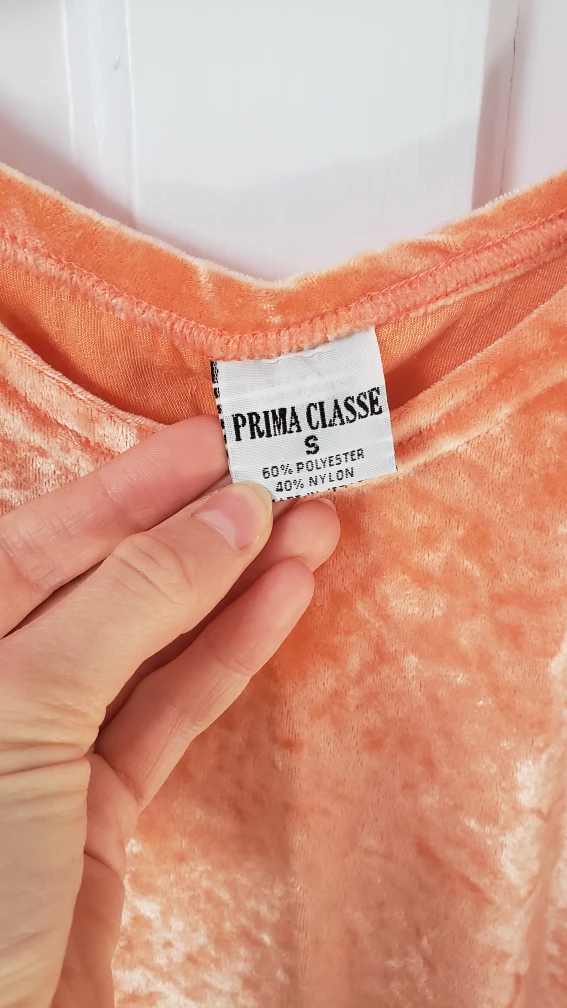 PRIMA CLASSE
S
60% POLYESTER
40% NYLON